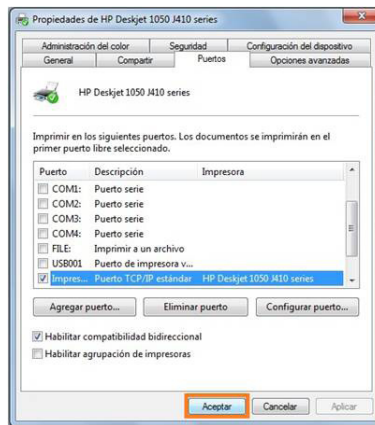 Propiedades de HP Deskjet 1050 J410 series
Administración del color Seguridad Configuración del dispositivo
General Compartir Puertos Opciones avanzadas
HP Deskjet 1050 J410 series
Imprimir en los siguientes puertos. Los documentos se imprimirán en el
primer puerto libre seleccionado.
Puerto Descripción Impresora
COM1: Puerto serie
COM2: Puerto serie
COM3: Puerto serie
COM4: Puerto serie
FILE: Imprimir a un archivo
USB001 Puerto de impresora v...
Impres... Puerto TCP/IP estándar HP Deskjet 1050 J410 series
Agregar puerto... Eliminar puerto Configurar puerto...
Habilitar compatibilidad bidireccional
Habilitar agrupación de impresoras
Aceptar Cancelar Aplicar